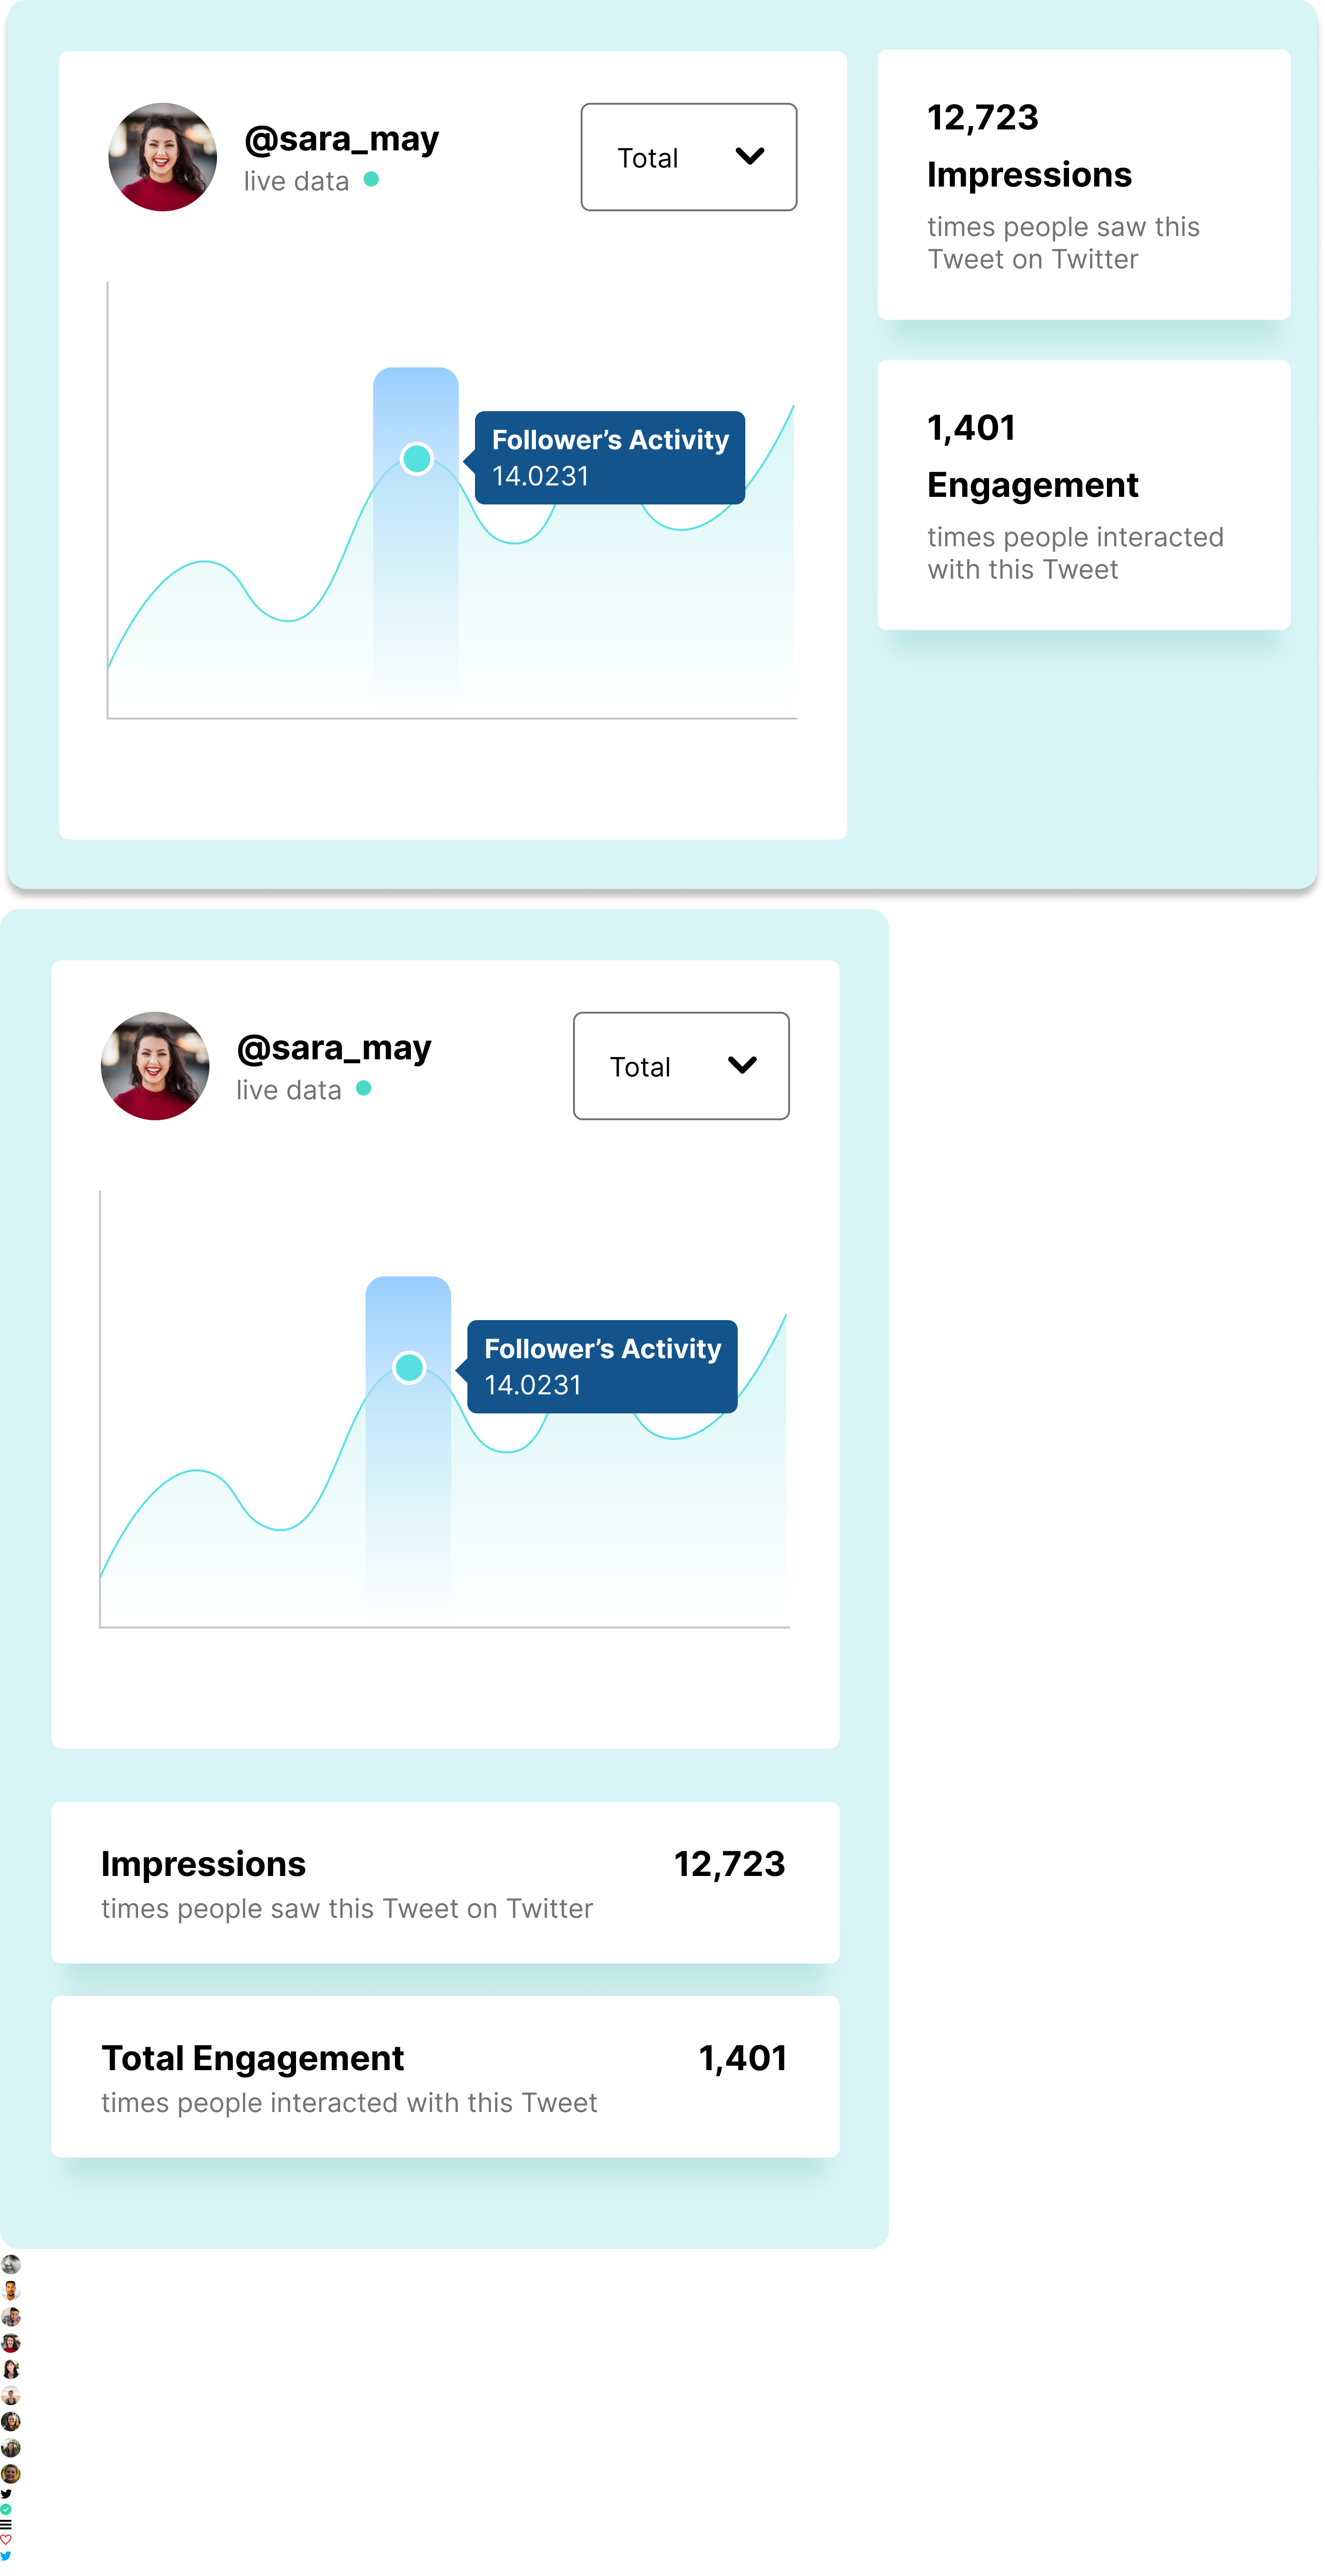 @sara_may
live data
Total
Follower’s Activity
14.0231
12,723
Impressions
times people saw this
Tweet on Twitter
1,401
Engagement
times people interacted
with this Tweet
@sara_may
live data
Total
Follower’s Activity
14.0231
Impressions 12,723
times people saw this Tweet on Twitter
Total Engagement 1,401
times people interacted with this Tweet